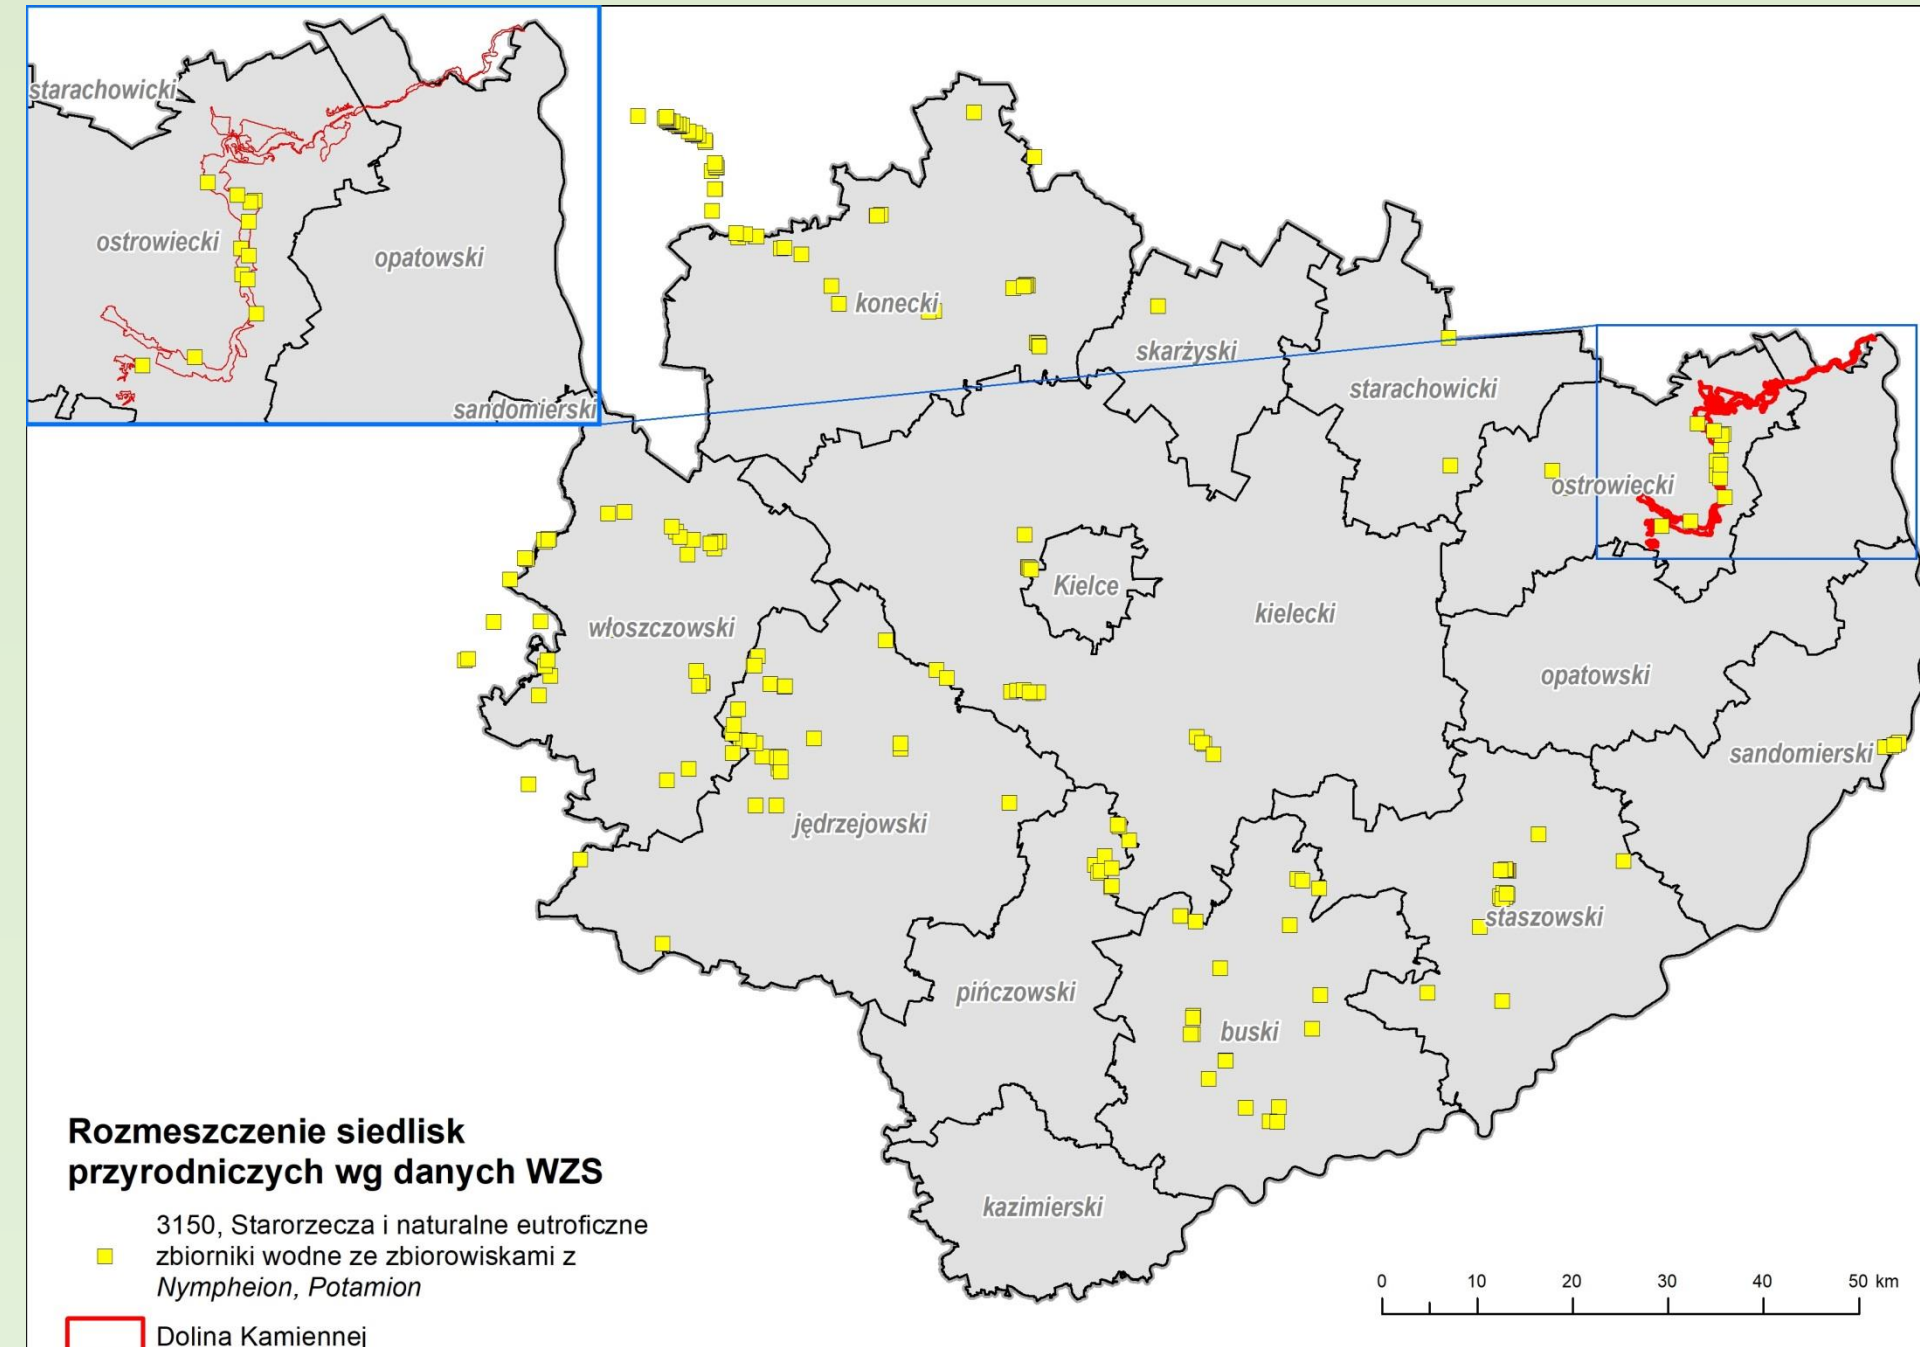 starachowicki
ostrowiecki
opatowski
sandomierski
konecki
skarżyski
starachowicki
ostrowiecki
Kielce
kielecki
włoszczowski
opatowski
sandomierski
jędrzejowski
staszowski
pińczowski
buski
kazimierski
Rozmeszczenie siedlisk
przyrodniczych wg danych WZS
3150, Starorzecza i naturalne eutroficzne
zbiorniki wodne ze zbiorowiskami z
Nympheion, Potamion
Dolina Kamiennej
0 10 20 30 40 50 km